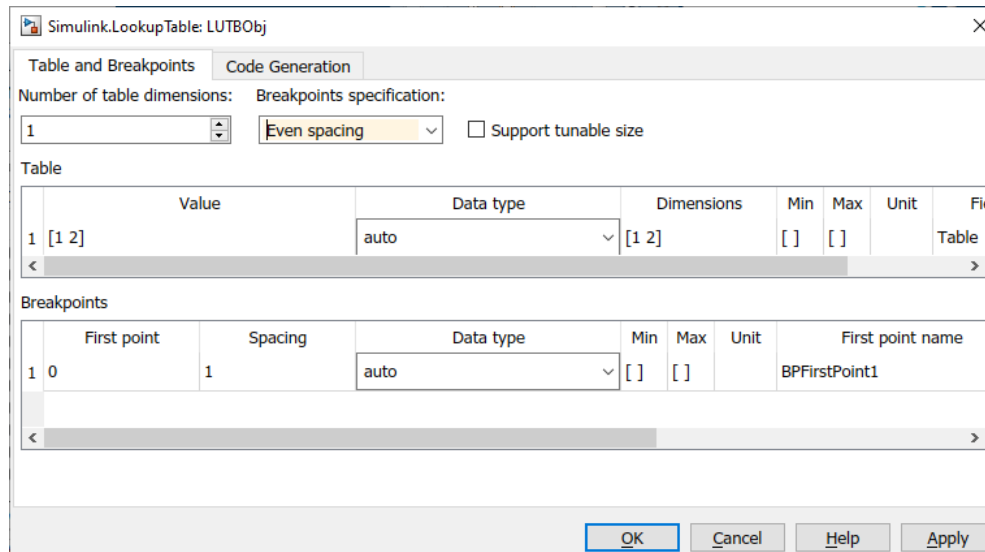 Simulink.LookupTable: LUTBObj
Table and Breakpoints Code Generation
Number of table dimensions: Breakpoints specification:
1 Even spacing Support tunable size
Table
Value Data type Dimensions Min Max Unit Fi
1 [1 2] auto [1 2] [ ] [ ] Table
Breakpoints
First point Spacing Data type Min Max Unit First point name
1 0 1 auto [ ] [ ] BPFirstPoint1
OK Cancel Help Apply